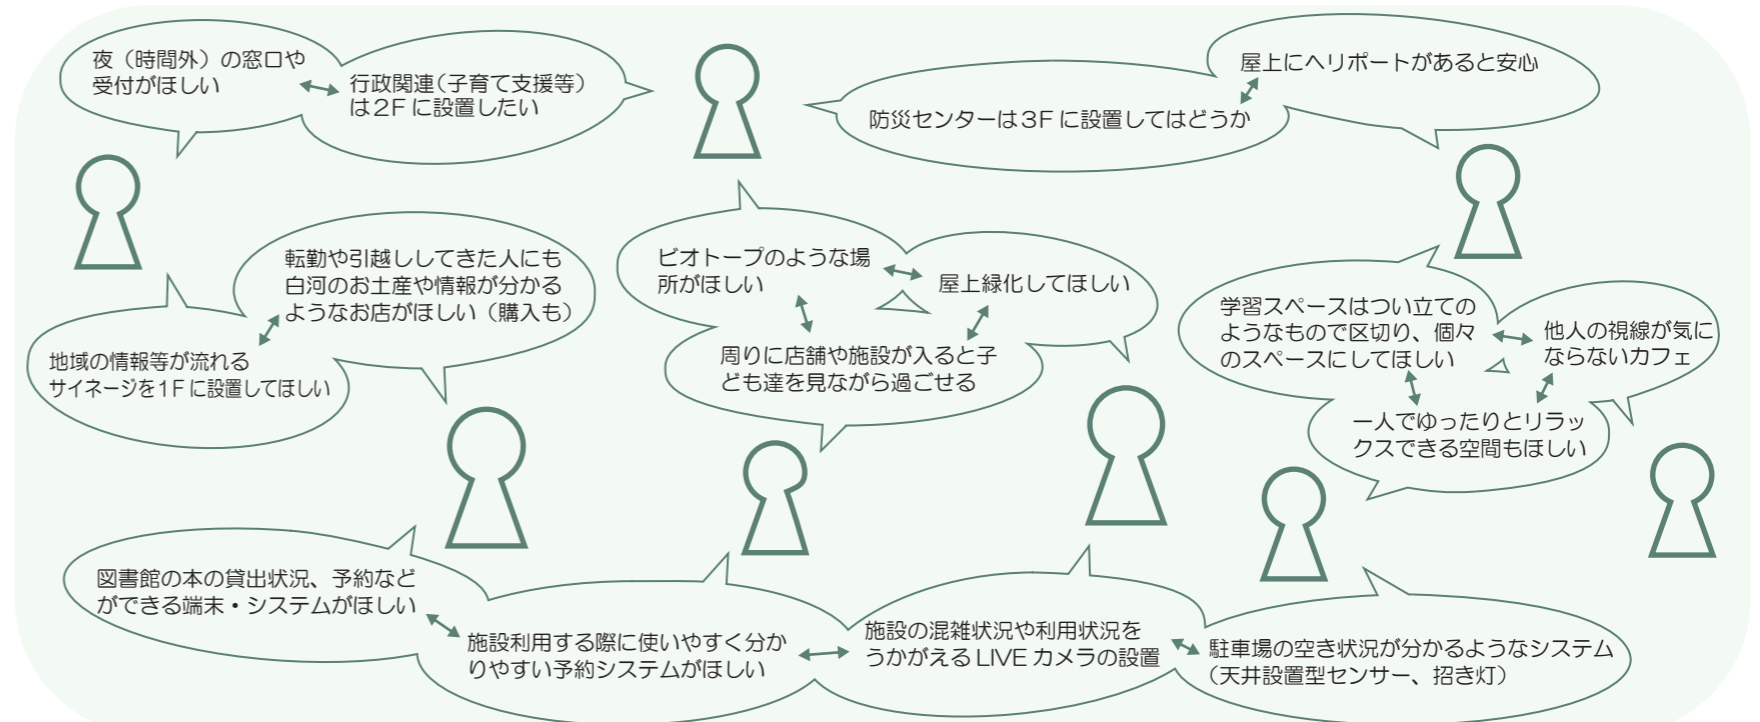 夜（時間外）の窓口や
受付がほしい
行政関連（子育て支援等）
は２Ｆに設置したい
屋上にヘリポートがあると安心
防災センターは３Ｆに設置してはどうか
転勤や引越ししてきた人にも
白河のお土産や情報が分かる
ようなお店がほしい（購入も）
地域の情報等が流れる
サイネージを１Ｆに設置してほしい
ビオトープのような場
所がほしい
屋上緑化してほしい
周りに店舗や施設が入ると子
ども達を見ながら過ごせる
学習スペースはつい立ての
ようなもので区切り、個々
のスペースにしてほしい
他人の視線が気に
ならないカフェ
一人でゆったりとリラッ
クスできる空間もほしい
図書館の本の貸出状況、予約など
ができる端末・システムがほしい
施設利用する際に使いやすく分か
りやすい予約システムがほしい
施設の混雑状況や利用状況を
うかがえる LIVE カメラの設置
駐車場の空き状況が分かるようなシステム
（天井設置型センサー、招き灯）